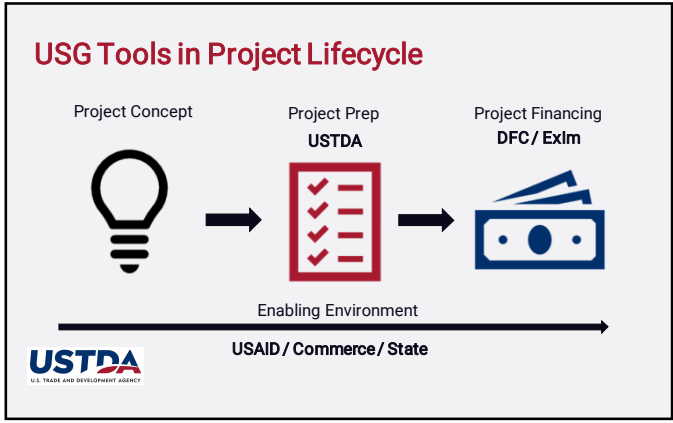 USG Tools in Project Lifecycle
Project Concept
Project Prep
USTDA
Project Financing
DFC / ExIm
Enabling Environment
USAID / Commerce / State
USTDA
U.S. TRADE AND DEVELOPMENT AGENCY